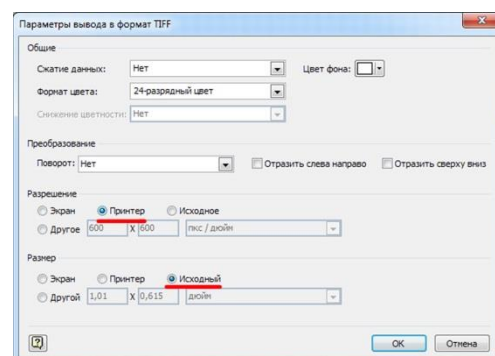 Параметры вывода в формат TIFF
Общие
Сжатие данных: Нет Цвет фона:
Формат цвета: 24-разрядный цвет
Снижение цветности: Нет
Преобразование
Поворот: Нет Отразить слева направо Отразить сверху вниз
Разрешение
Экран Принтер Исходное
Другое 600 X 600 пкс / дюйм
Размер
Экран Принтер Исходный
Другой 1,01 X 0,615 дюйм
? OK Отмена